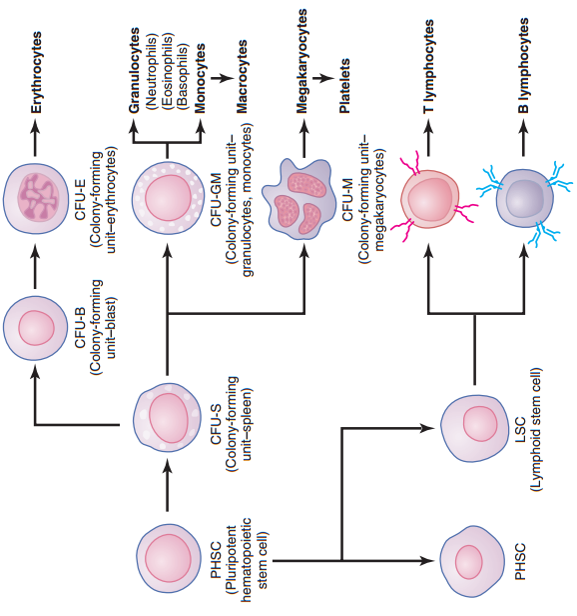 PHSC
(Pluripotent
hematopoietic
stem cell)
CFU-S
(Colony-forming
unit–spleen)
CFU-B
(Colony-forming
unit–blast)
CFU-E
(Colony-forming
unit–erythrocytes)
Erythrocytes
CFU-GM
(Colony-forming unit–
granulocytes, monocytes)
Granulocytes
(Neutrophils)
(Eosinophils)
(Basophils)
Monocytes
Macrocytes
CFU-M
(Colony-forming unit–
megakaryocytes)
Megakaryocytes
Platelets
PHSC
LSC
(Lymphoid stem cell)
T lymphocytes
B lymphocytes